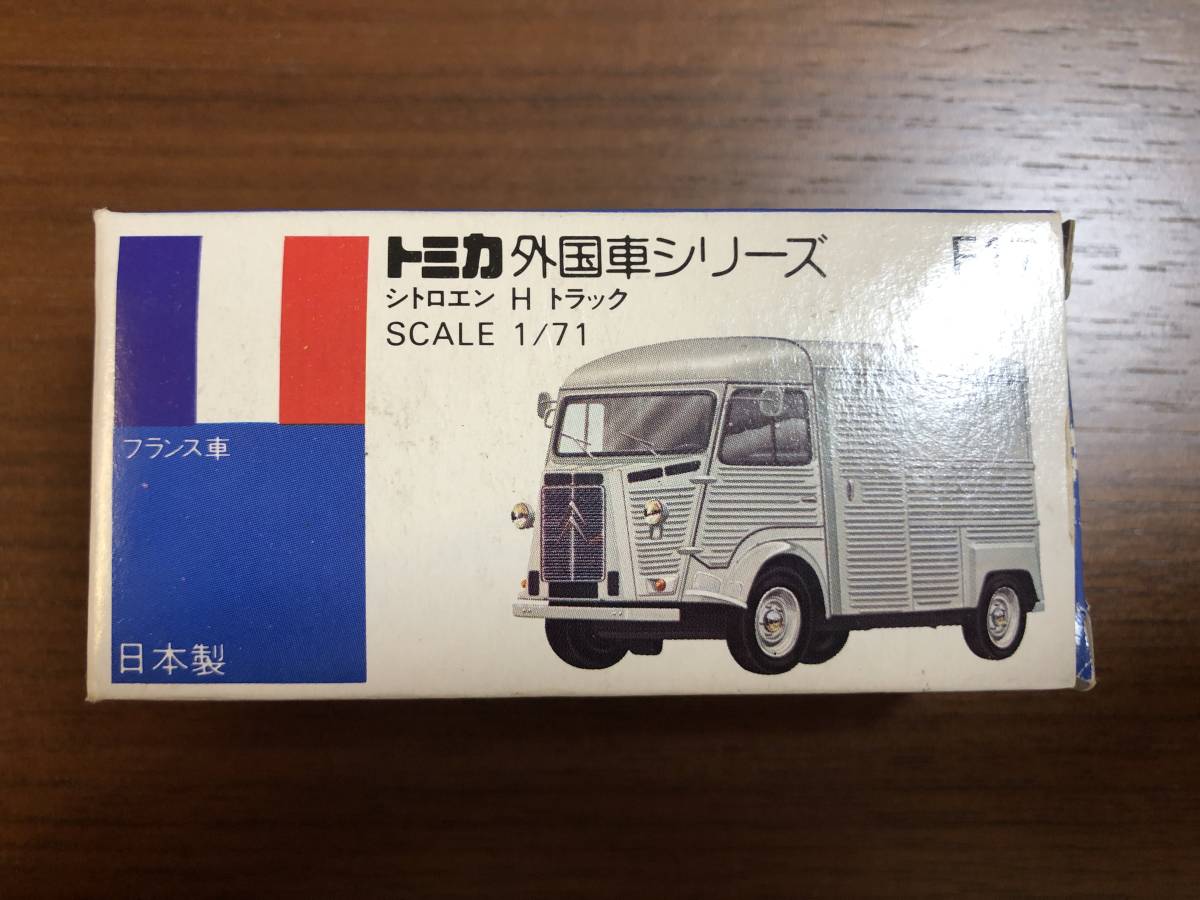 トミカ 外国車シリーズ
シトロエン H トラック
SCALE 1/71
フランス車
日本製